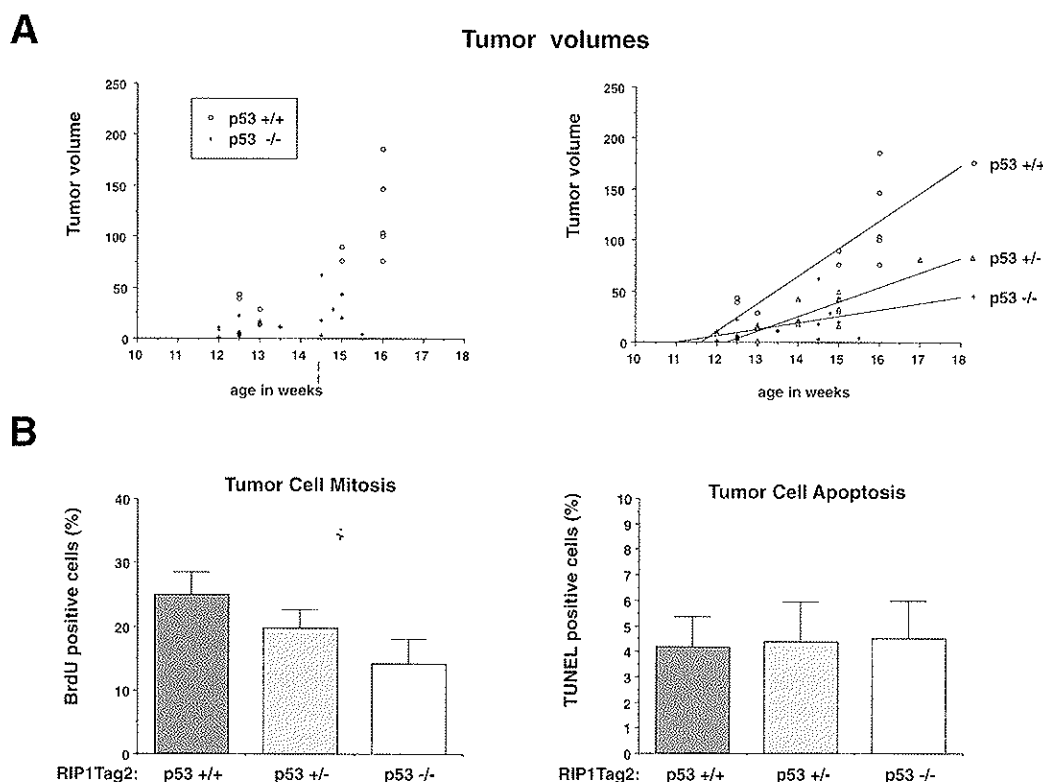 A
Tumor volumes
Tumor volume
250
200
150
100
50
0
p53 +/+
p53 -/-
10 11 12 13 14 15 16 17 18
age in weeks
Tumor volume
250
200
150
100
50
0
p53 +/+
p53 +/-
p53 -/-
10 11 12 13 14 15 16 17 18
age in weeks
B
Tumor Cell Mitosis
BrdU positive cells (%)
40
30
20
10
0
RIP1Tag2: p53 +/+ p53 +/- p53 -/-
Tumor Cell Apoptosis
TUNEL positive cells (%)
10
9
8
7
6
5
4
3
2
1
0
RIP1Tag2: p53 +/+ p53 +/- p53 -/-